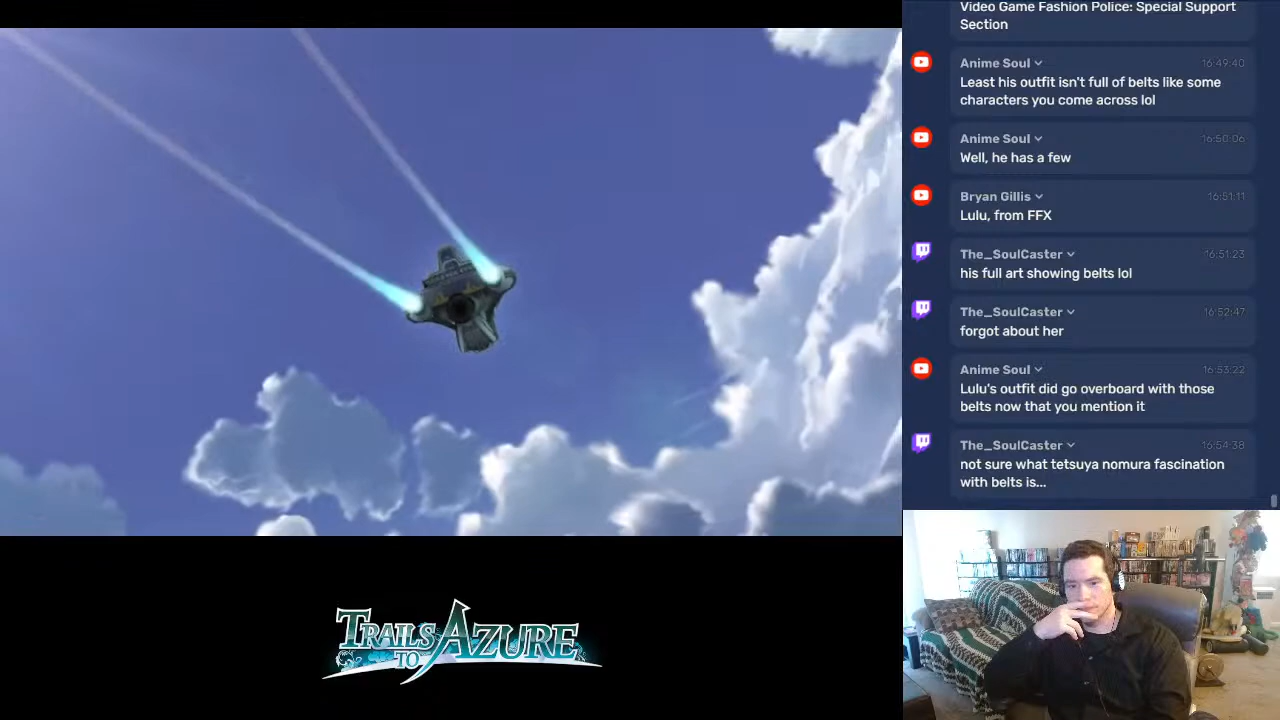 Video Game Fashion Police: Special Support
Section
Anime Soul 16:49:40
Least his outfit isn't full of belts like some
characters you come across lol
Anime Soul 16:50:06
Well, he has a few
Bryan Gillis 16:51:11
Lulu, from FFX
The_SoulCaster 16:51:23
his full art showing belts lol
The_SoulCaster 16:52:47
forgot about her
Anime Soul 16:53:22
Lulu's outfit did go overboard with those
belts now that you mention it
The_SoulCaster 16:54:38
not sure what tetsuya nomura fascination
with belts is...
TRAILS
TO AZURE